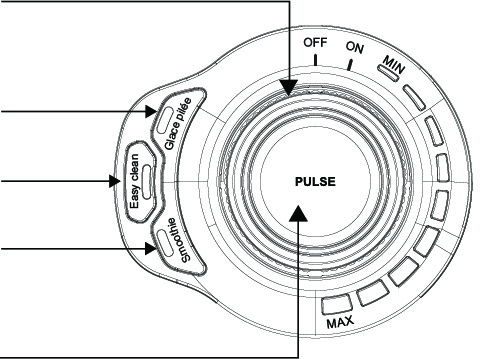 OFF
ON
MIN
Glace pilée
Easy clean
PULSE
Smoothie
MAX